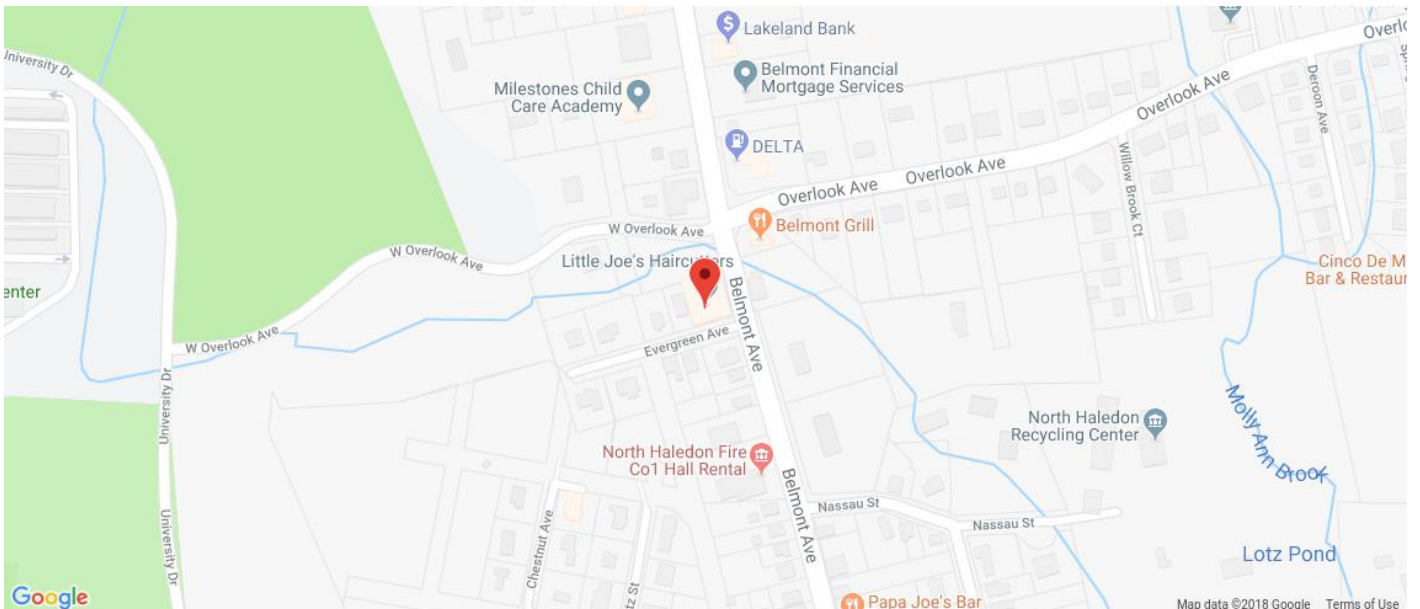 University Dr
Overlook Ave
Lakeland Bank
Belmont Financial
Mortgage Services
Milestones Child
Care Academy
Deroon Ave
DELTA
Overlook Ave
Overlook Ave
Overlook Ave
Willow Brook Ct
W Overlook Ave
Belmont Grill
W Overlook Ave
Little Joe's Haircutters
Cinco De M
Bar & Restaur
enter
Belmont Ave
W Overlook Ave
Evergreen Ave
University Dr
North Haledon
Recycling Center
Molly Ann Brook
North Haledon Fire
Co1 Hall Rental
Belmont Ave
Nassau St
Nassau St
University Dr
Chestnut Ave
Lotz Pond
tz St
Papa Joe's Bar
Google
Map data ©2018 Google
Terms of Use